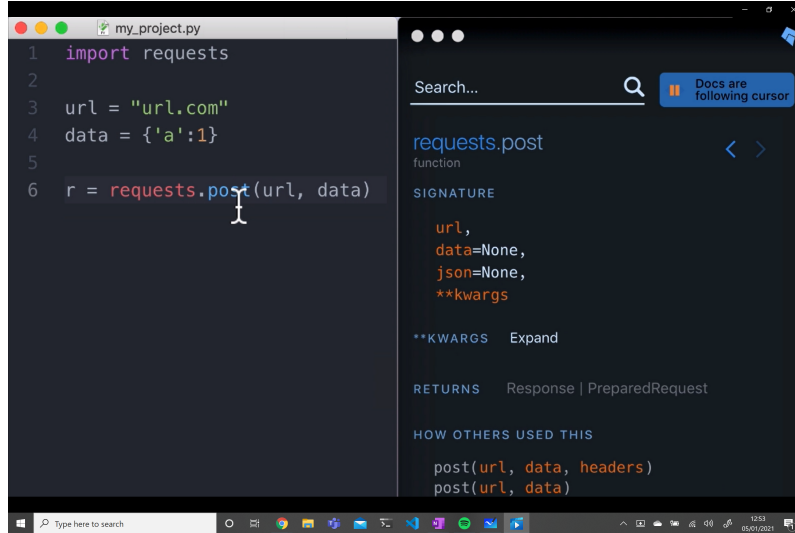 my_project.py
1 import requests
2
3 url = "url.com"
4 data = {'a':1}
5
6 r = requests.post(url, data)
Search...
Docs are
following cursor
requests.post
function
SIGNATURE
url,
data=None,
json=None,
**kwargs
**KWARGS Expand
RETURNS Response | PreparedRequest
HOW OTHERS USED THIS
post(url, data, headers)
post(url, data)
Type here to search
12:53
05/01/2021